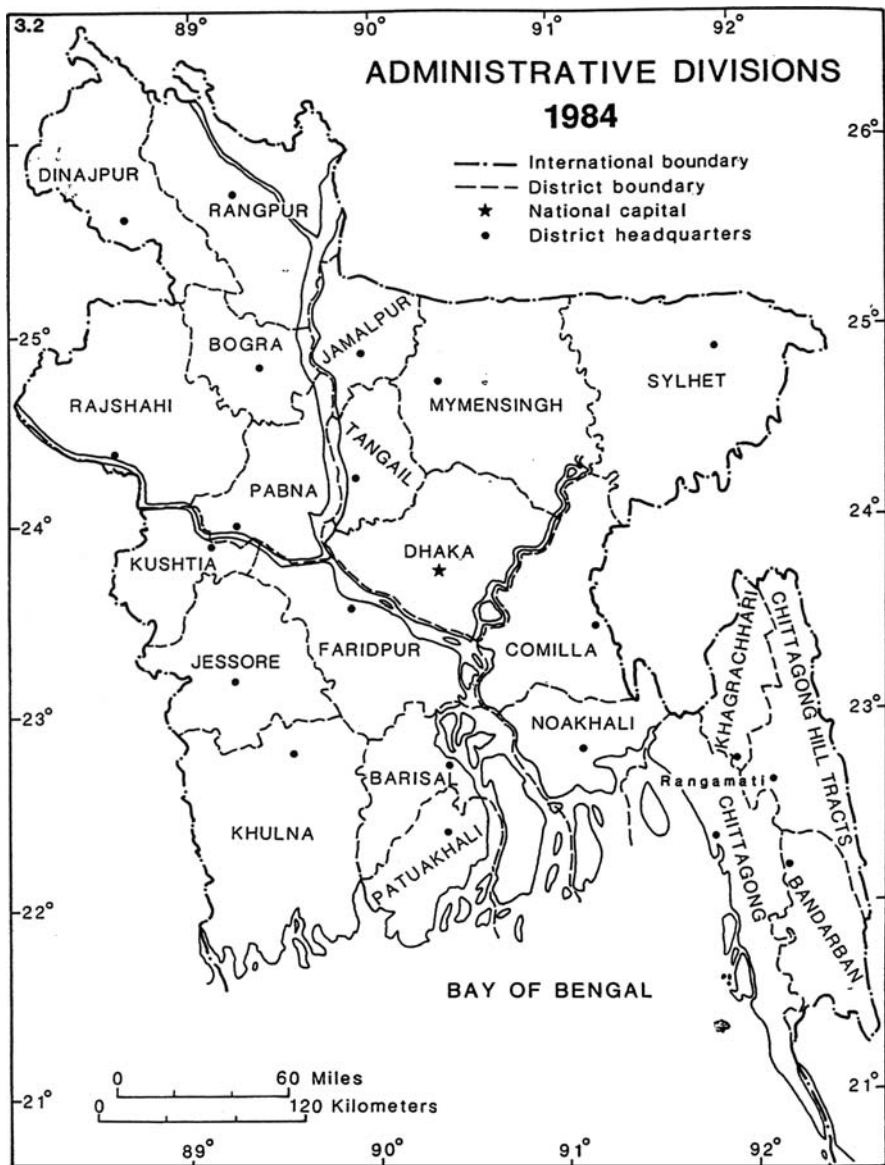 3.2
89° 90° 91° 92°
ADMINISTRATIVE DIVISIONS
1984
26°
International boundary
District boundary
National capital
District headquarters
DINAJPUR
RANGPUR
25° 25°
BOGRA
JAMALPUR
RAJSHAHI
MYMENSINGH
SYLHET
TANGAIL
PABNA
24° 24°
DHAKA
KUSHTIA
JESSORE
FARIDPUR
COMILLA
KHAGRACHHARI
CHITTAGONG HILL TRACTS
23° 23°
NOAKHALI
BARISAL
Rangamati
KHULNA
PATUAKHALI
CHITTAGONG
BANDARBAN
22°
BAY OF BENGAL
0 60 Miles
0 120 Kilometers
21° 21°
89° 90° 91° 92°